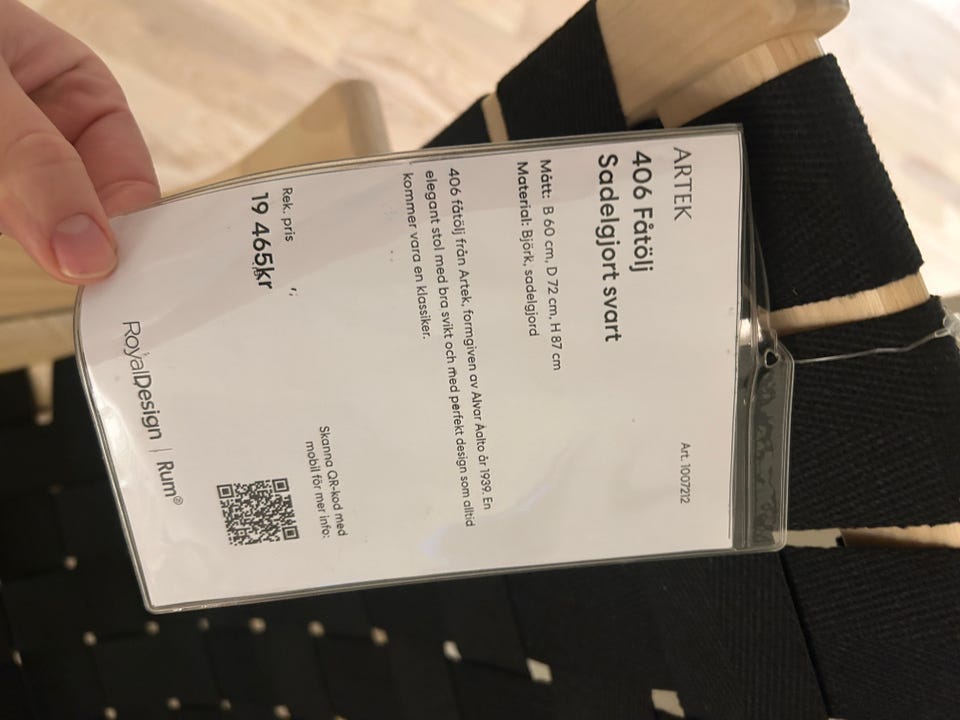 ARTEK
Art. 1007212
406 Fåtölj
Sadelgjort svart
Mått: B 60 cm, D 72 cm, H 87 cm
Material: Björk, sadelgjord
406 fåtölj från Artek, formgiven av Alvar Aalto år 1939. En
elegant stol med bra svikt och med perfekt design som alltid
kommer vara en klassiker.
Rek. pris
19 465kr
Skanna QR-kod med
mobil för mer info:
RoyalDesign | Rum®